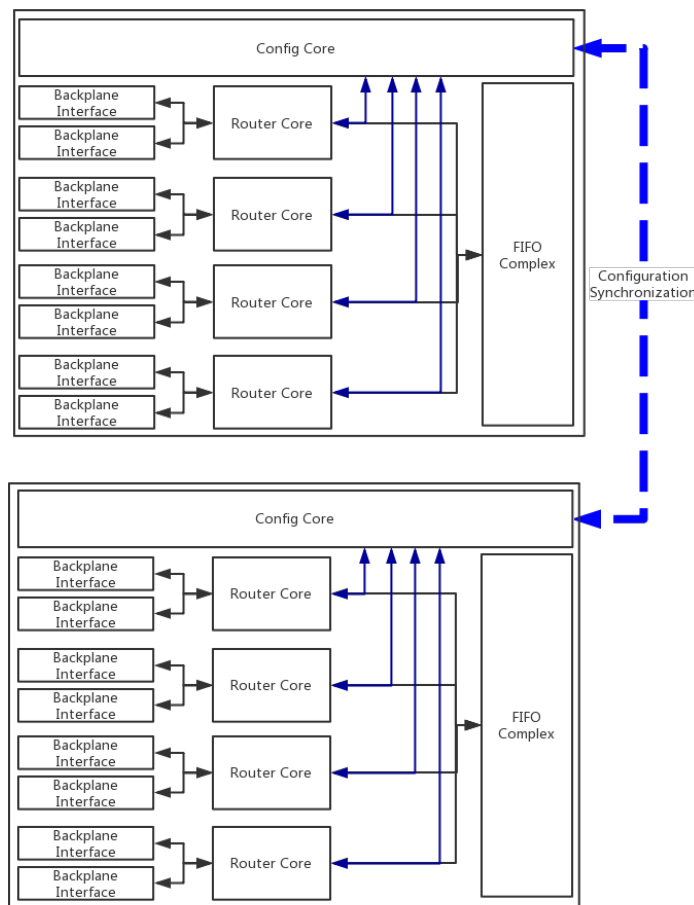 Config Core
Backplane
Interface
Backplane
Interface
Router Core
Backplane
Interface
Backplane
Interface
Router Core
Backplane
Interface
Backplane
Interface
Router Core
Backplane
Interface
Backplane
Interface
Router Core
FIFO
Complex
Configuration
Synchronization
Config Core
Backplane
Interface
Backplane
Interface
Router Core
Backplane
Interface
Backplane
Interface
Router Core
Backplane
Interface
Backplane
Interface
Router Core
Backplane
Interface
Backplane
Interface
Router Core
FIFO
Complex